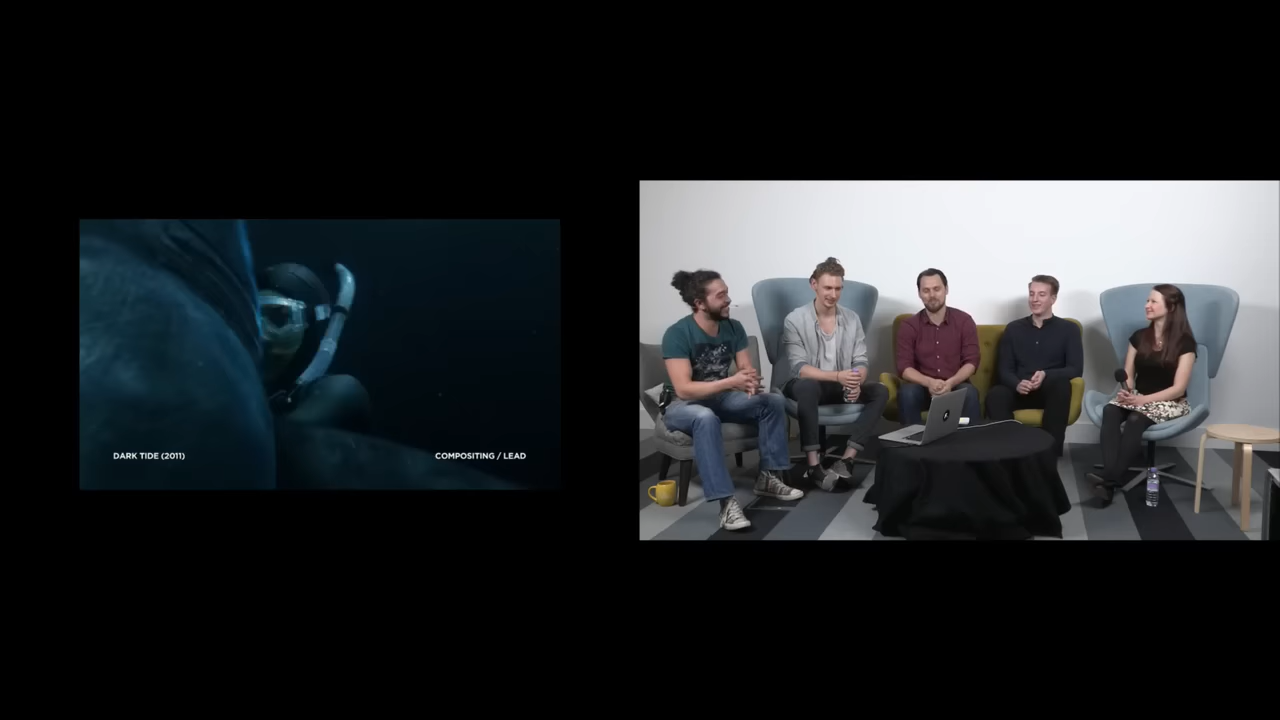 DARK TIDE (2011)
COMPOSITING / LEAD